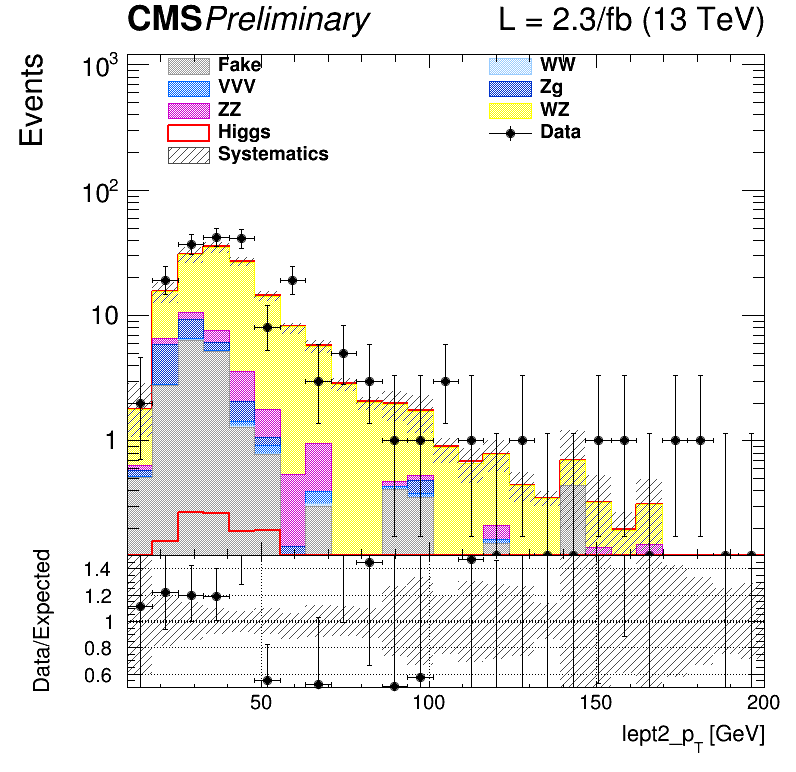 CMS Preliminary L = 2.3/fb (13 TeV)
Events
10³
10²
10
1
Fake WW
VVV Zg
ZZ WZ
Higgs Data
Systematics
Data/Expected
1.4
1.2
1
0.8
0.6
50 100 150 200
lept2_p_T [GeV]